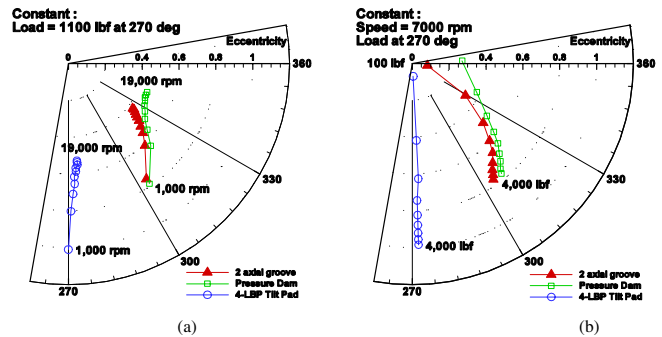 Constant :
Load = 1100 lbf at 270 deg
Eccentricity
0 0.4 0.6 0.8 1 360
19,000 rpm
19,000 rpm
1,000 rpm
1,000 rpm
330
300
270
2 axial groove
Pressure Dam
4-LBP Tilt Pad
(a)
Constant :
Speed = 7000 rpm
Load at 270 deg
Eccentricity
100 lbf
0 0.2 0.4 0.6 0.8 1 360
4,000 lbf
4,000 lbf
330
300
270
2 axial groove
Pressure Dam
4-LBP Tilt Pad
(b)